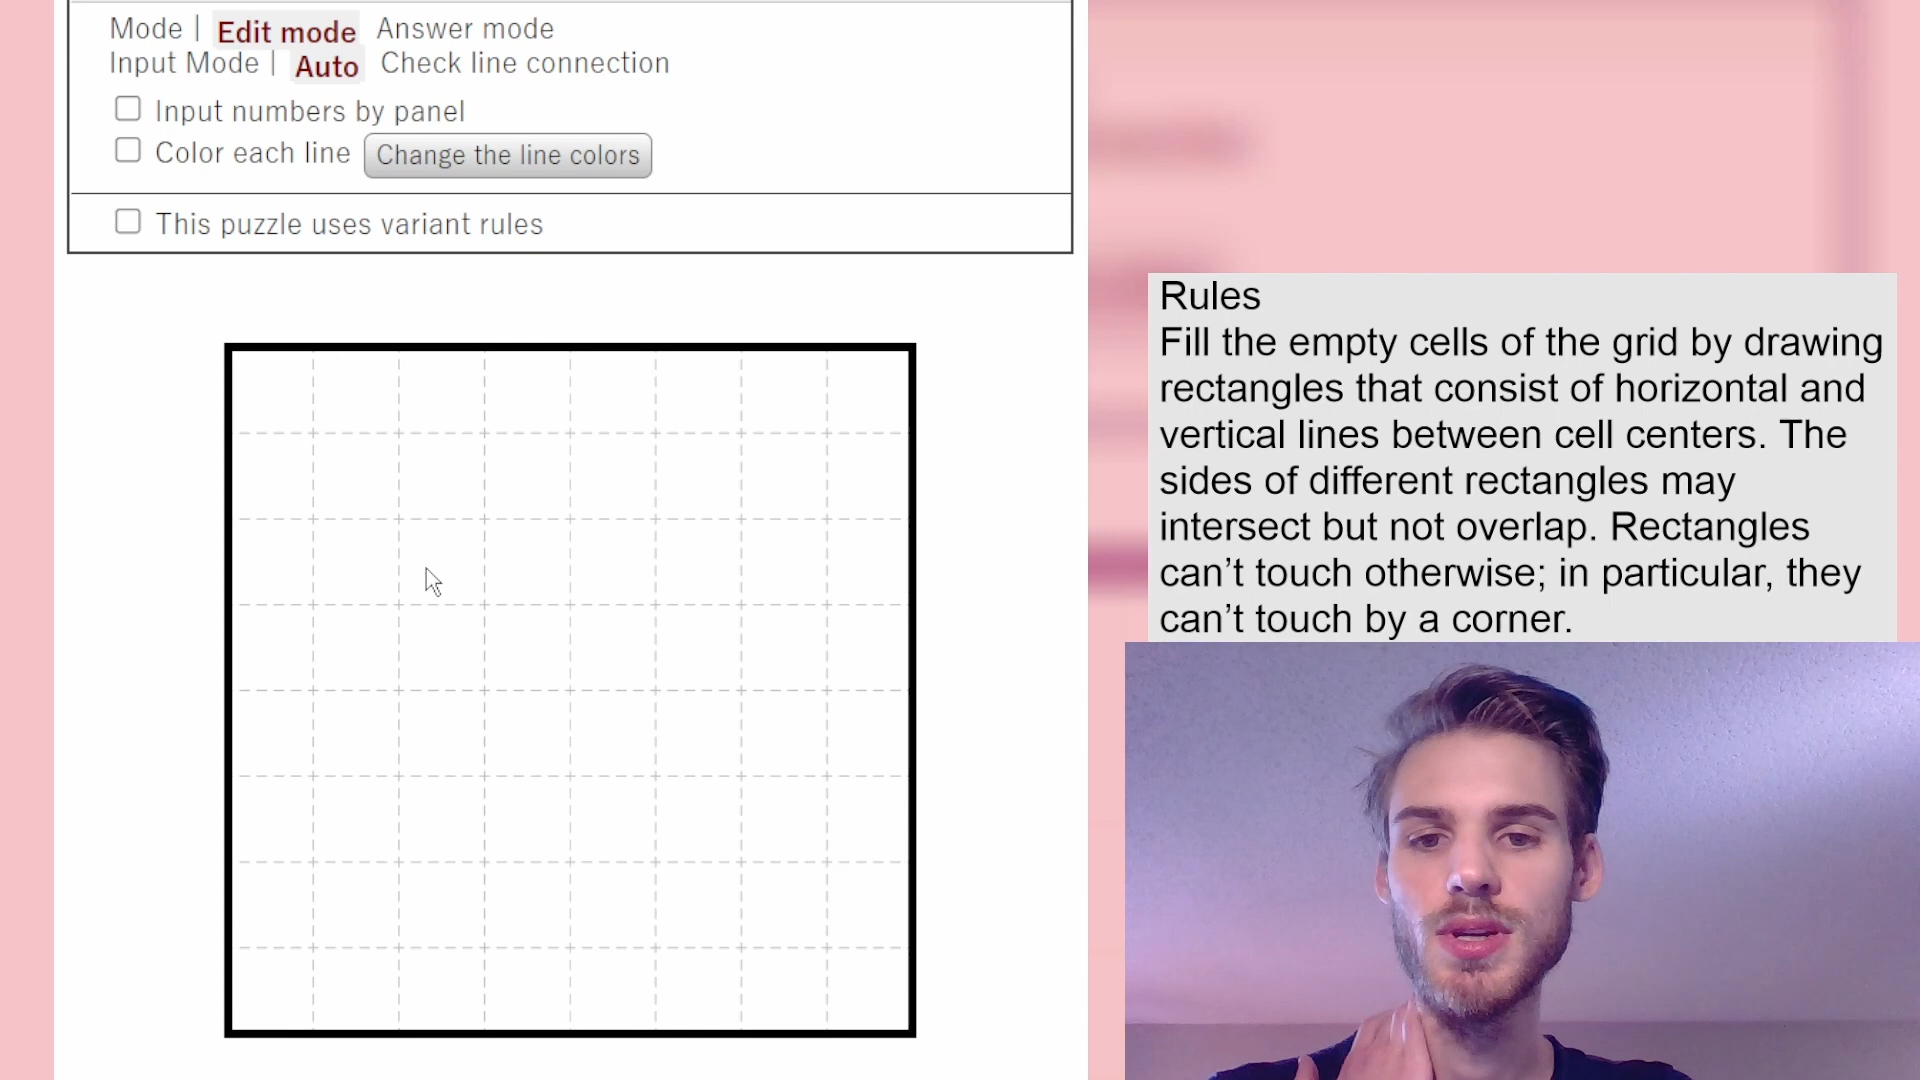 Mode | Edit mode Answer mode
Input Mode | Auto Check line connection
Input numbers by panel
Color each line Change the line colors
This puzzle uses variant rules
Rules
Fill the empty cells of the grid by drawing
rectangles that consist of horizontal and
vertical lines between cell centers. The
sides of different rectangles may
intersect but not overlap. Rectangles
can’t touch otherwise; in particular, they
can’t touch by a corner.